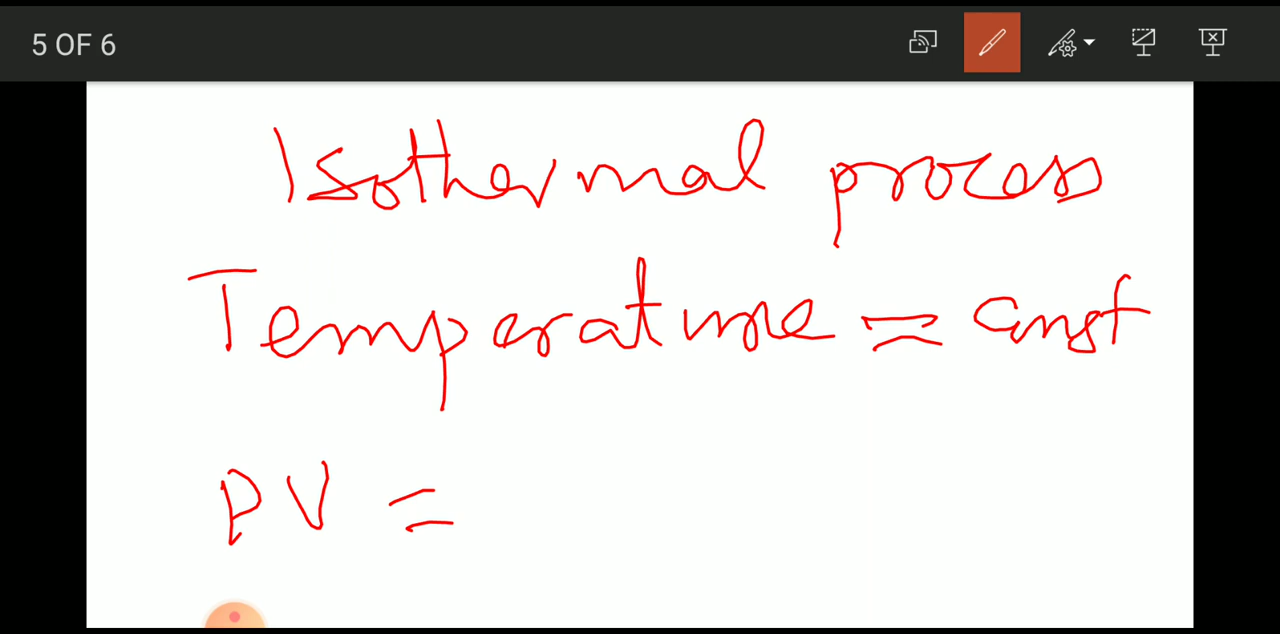 5 OF 6
Isothermal process
Temperature = const
PV =